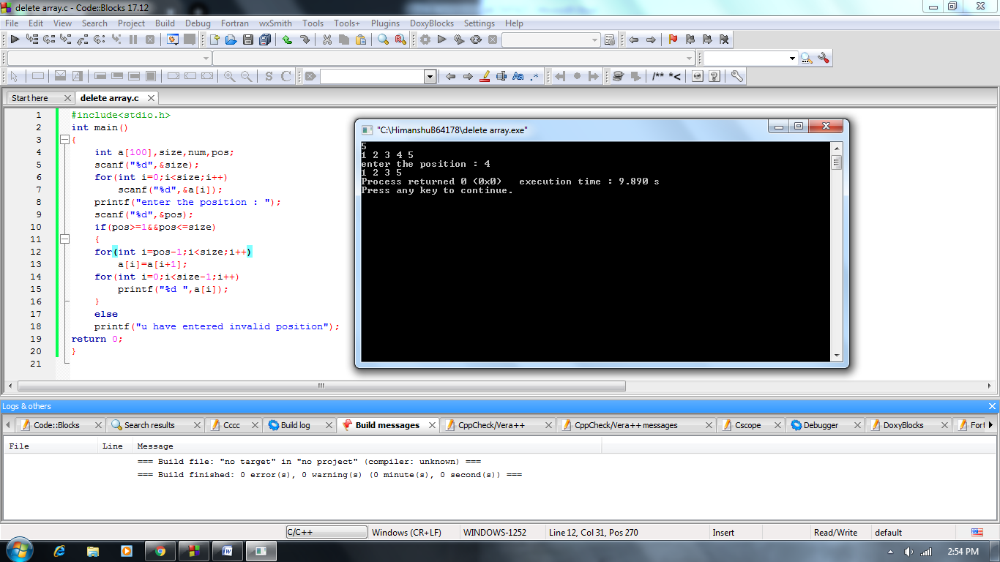 delete array.c - Code::Blocks 17.12
File Edit View Search Project Build Debug Fortran wxSmith Tools Tools+ Plugins DoxyBlocks Settings Help
S C Aa .* /** *<
Start here delete array.c
1 #include<stdio.h>
2 int main()
3 {
4 int a[100],size,num,pos;
5 scanf("%d",&size);
6 for(int i=0;i<size;i++)
7 scanf("%d",&a[i]);
8 printf("enter the position : ");
9 scanf("%d",&pos);
10 if(pos>=1&&pos<=size)
11 {
12 for(int i=pos-1;i<size;i++)
13 a[i]=a[i+1];
14 for(int i=0;i<size-1;i++)
15 printf("%d ",a[i]);
16 }
17 else
18 printf("u have entered invalid position");
19 return 0;
20 }
21
"C:\HimanshuB64178\delete array.exe"
5
1 2 3 4 5
enter the position : 4
1 2 3 5
Process returned 0 (0x0)   execution time : 9.890 s
Press any key to continue.
Logs & others
Code::Blocks Search results Cccc Build log Build messages CppCheck/Vera++ CppCheck/Vera++ messages Cscope Debugger DoxyBlocks Fort
File Line Message
=== Build file: "no target" in "no project" (compiler: unknown) ===
=== Build finished: 0 error(s), 0 warning(s) (0 minute(s), 0 second(s)) ===
C/C++ Windows (CR+LF) WINDOWS-1252 Line 12, Col 31, Pos 270 Insert Read/Write default
2:54 PM